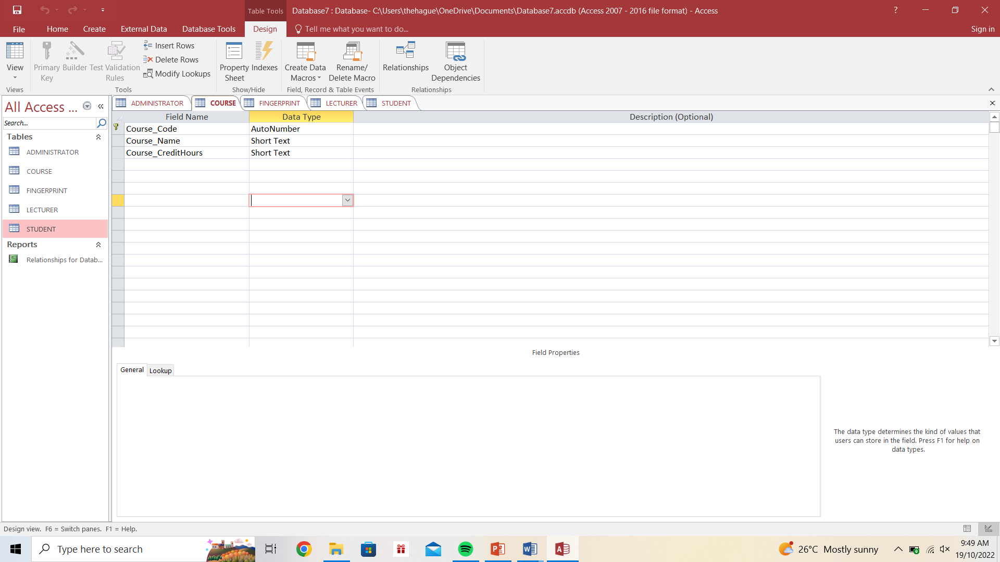 Table Tools
Database7 : Database- C:\Users\thehague\OneDrive\Documents\Database7.accdb (Access 2007 - 2016 file format) - Access
?
File
Home
Create
External Data
Database Tools
Design
Tell me what you want to do...
Sign in
View
Primary Key
Builder
Test Validation Rules
Insert Rows
Delete Rows
Modify Lookups
Property Sheet
Indexes
Create Data Macros
Rename/ Delete Macro
Relationships
Object Dependencies
Views
Tools
Show/Hide
Field, Record & Table Events
Relationships
All Access ...
Search...
Tables
ADMINISTRATOR
COURSE
FINGERPRINT
LECTURER
STUDENT
Reports
Relationships for Datab...
ADMINISTRATOR
COURSE
FINGERPRINT
LECTURER
STUDENT
Field Name
Data Type
Description (Optional)
Course_Code
AutoNumber
Course_Name
Short Text
Course_CreditHours
Short Text
Field Properties
General
Lookup
The data type determines the kind of values that
users can store in the field. Press F1 for help on
data types.
Design view. F6 = Switch panes. F1 = Help.
Type here to search
26°C Mostly sunny
9:49 AM
19/10/2022